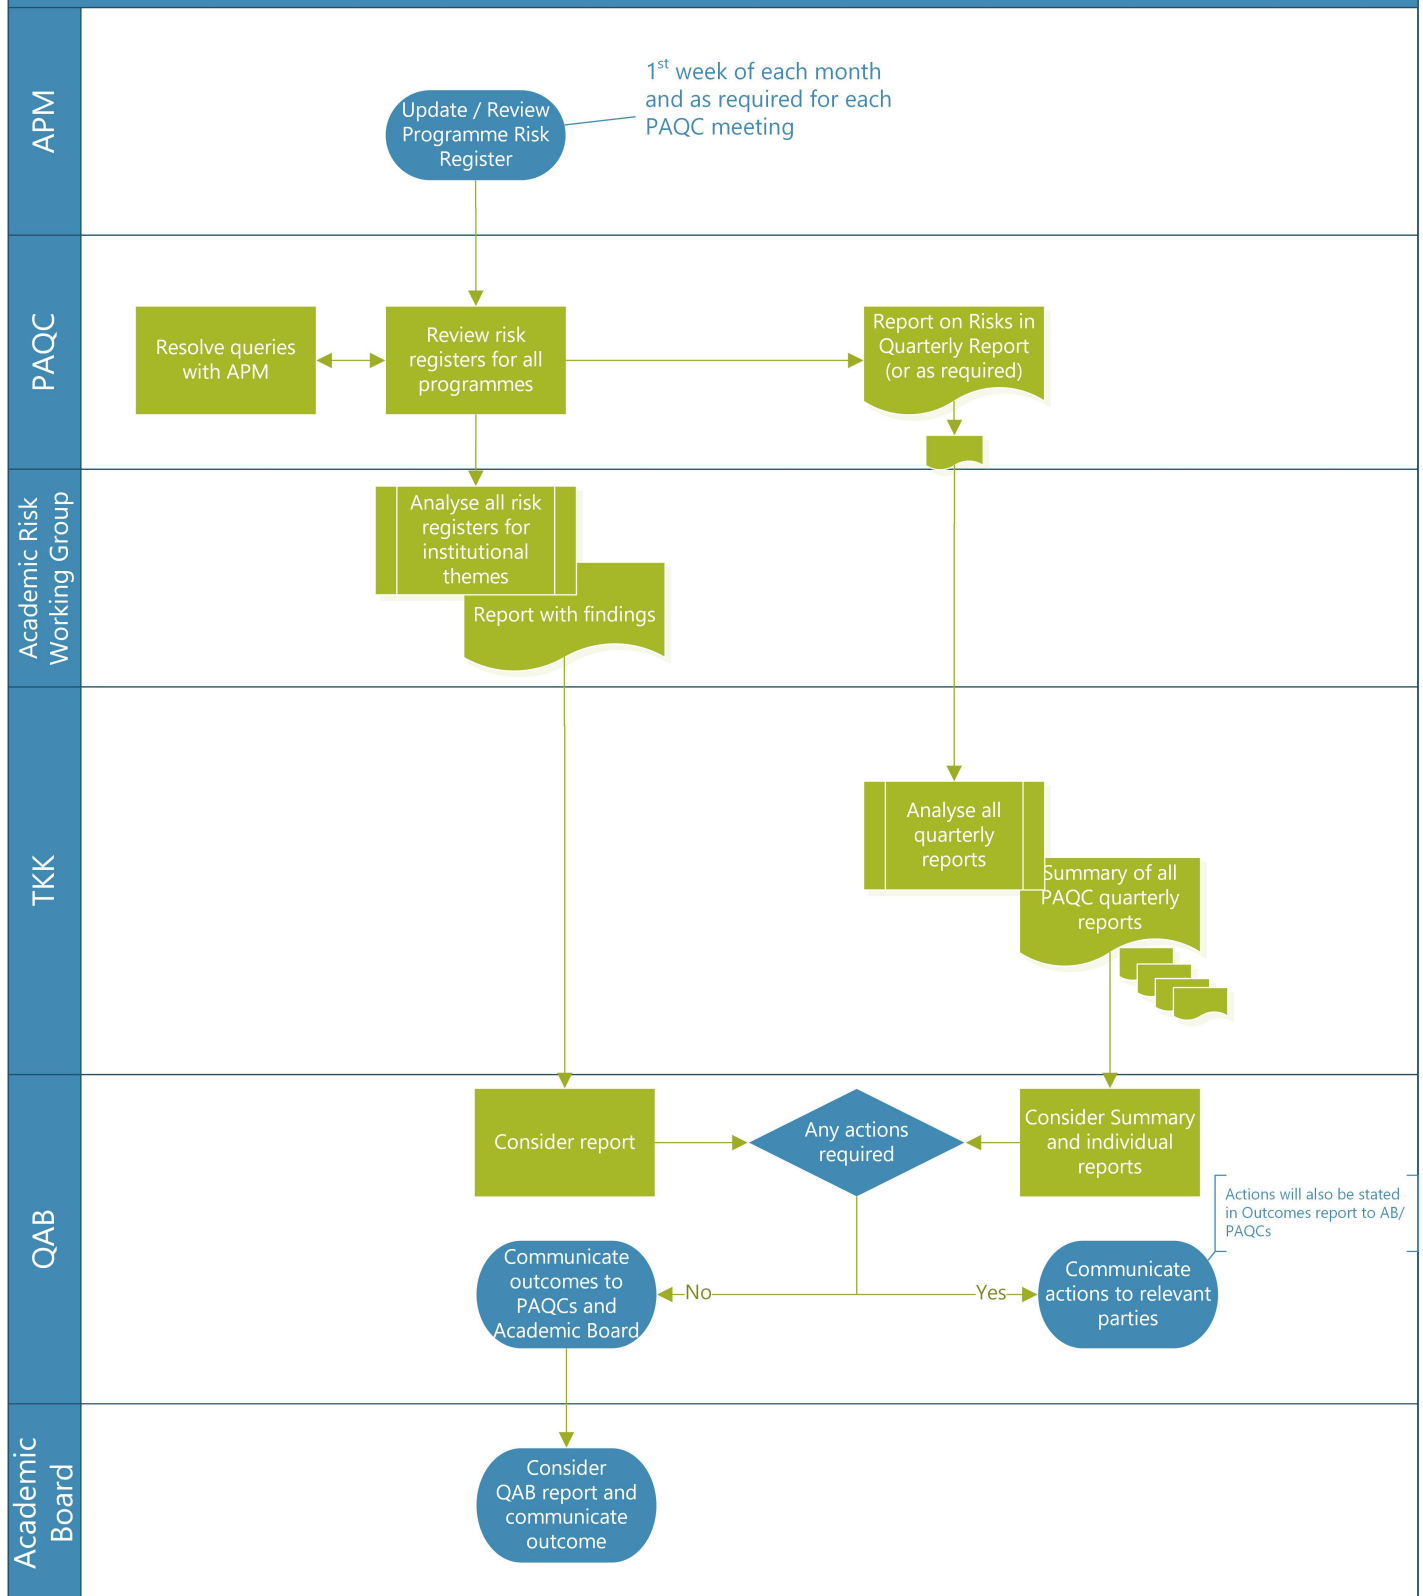 APM
Update / Review
Programme Risk
Register
1st week of each month
and as required for each
PAQC meeting
PAQC
Resolve queries
with APM
Review risk
registers for all
programmes
Report on Risks in
Quarterly Report
(or as required)
Academic Risk
Working Group
Analyse all risk
registers for
institutional
themes
Report with findings
TKK
Analyse all
quarterly
reports
Summary of all
PAQC quarterly
reports
QAB
Consider report
Any actions
required
Consider Summary
and individual
reports
Actions will also be stated
in Outcomes report to AB/
PAQCs
Communicate
outcomes to
PAQCs and
Academic Board
No
Yes
Communicate
actions to relevant
parties
Academic
Board
Consider
QAB report and
communicate
outcome